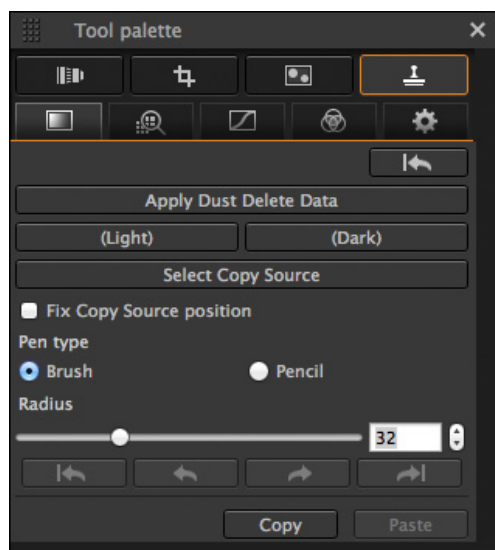 Tool palette
Apply Dust Delete Data
(Light) (Dark)
Select Copy Source
Fix Copy Source position
Pen type
Brush Pencil
Radius
32
Copy Paste